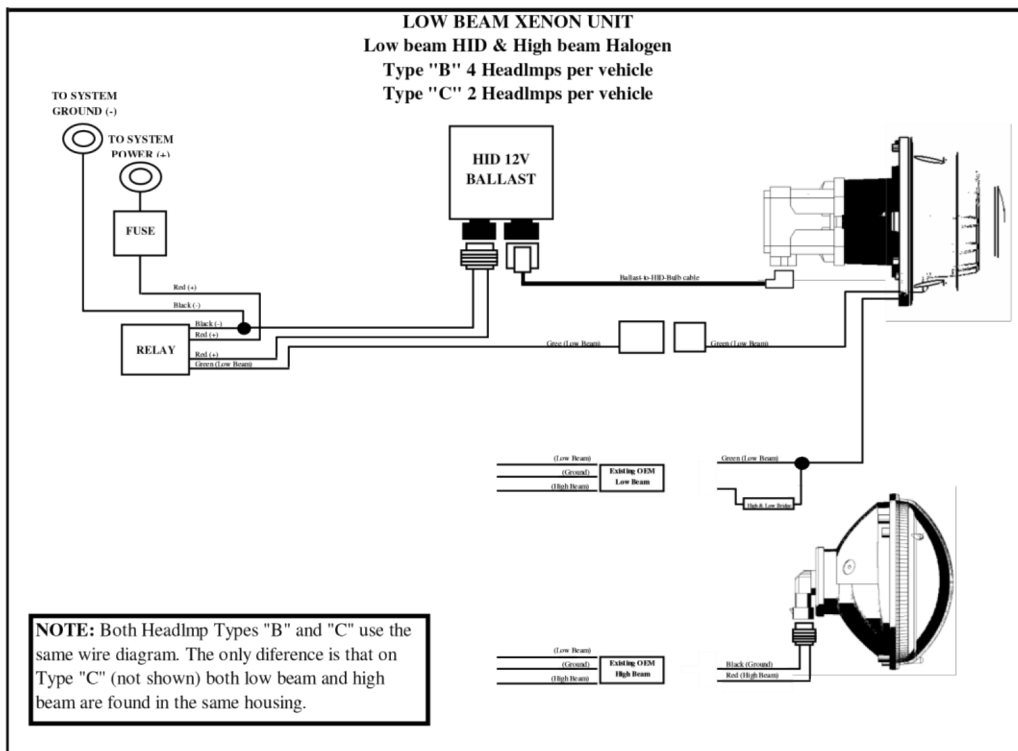 LOW BEAM XENON UNIT
Low beam HID & High beam Halogen
Type "B" 4 Headlmps per vehicle
Type "C" 2 Headlmps per vehicle
TO SYSTEM
GROUND (-)
TO SYSTEM
POWER (+)
FUSE
HID 12V
BALLAST
Ballast-to-HID-Bulb cable
Red (+)
Black (-)
Black (-)
Red (+)
RELAY
Red (+)
Green (Low Beam)
Gree (Low Beam)
Green (Low Beam)
(Low Beam)
(Ground)
(High Beam)
Existing OEM
Low Beam
Green (Low Beam)
High & Low Bridge
(Low Beam)
(Ground)
(High Beam)
Existing OEM
High Beam
Black (Ground)
Red (High Beam)
NOTE: Both Headlmp Types "B" and "C" use the
same wire diagram. The only diference is that on
Type "C" (not shown) both low beam and high
beam are found in the same housing.